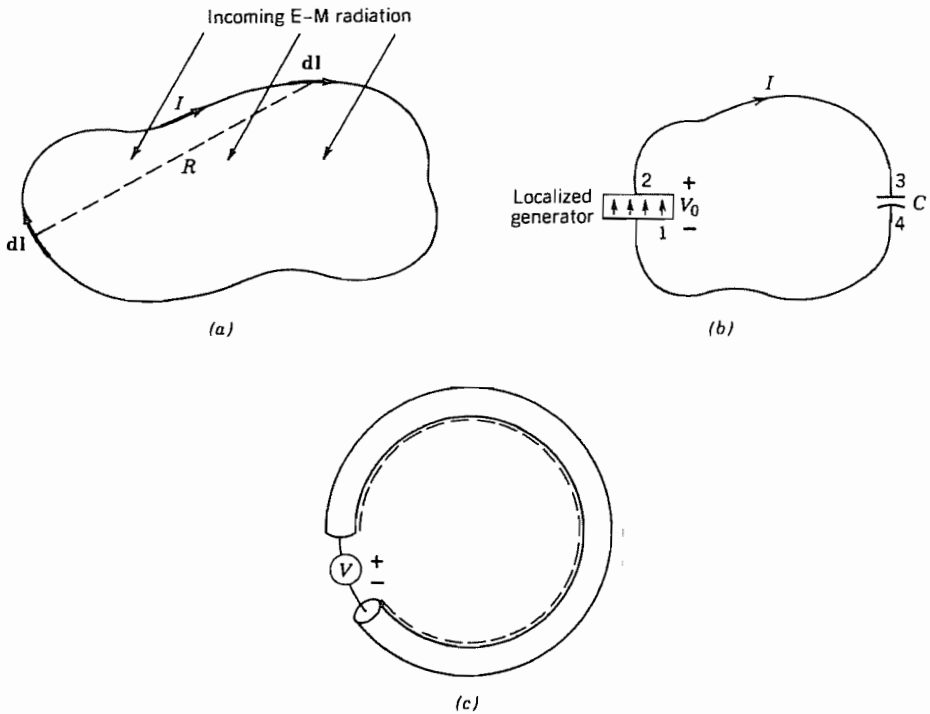 Incoming E–M radiation
dl
I
R
dl
(a)
I
Localized
generator
2
+
V₀
1
−
3
C
4
(b)
V
+
−
(c)